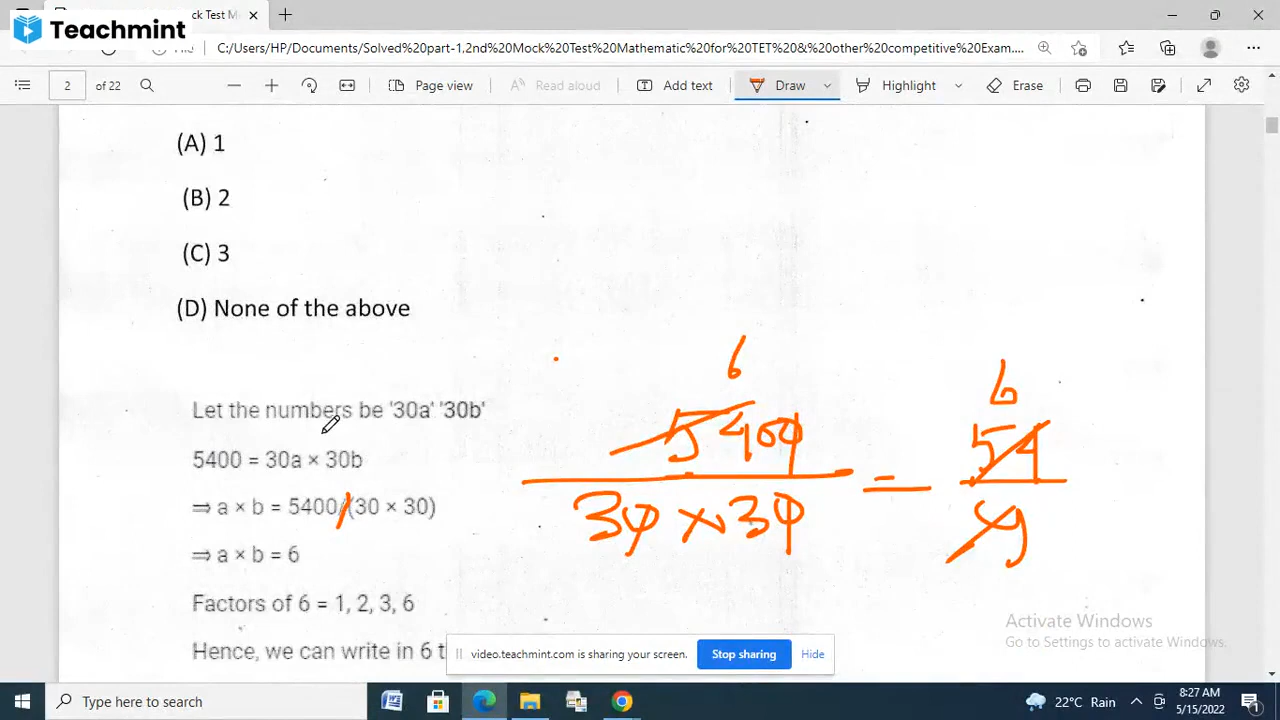 Teachmint
ck Test M
C:/Users/HP/Documents/Solved%20part-1,2nd%20Mock%20Test%20Mathematic%20for%20TET%20&%20other%20competitive%20Exam....
2 of 22
Page view
Read aloud
Add text
Draw
Highlight
Erase
(A) 1
(B) 2
(C) 3
(D) None of the above
Let the numbers be '30a' '30b'
5400 = 30a × 30b
⇒ a × b = 5400/(30 × 30)
⇒ a × b = 6
Factors of 6 = 1, 2, 3, 6
Hence, we can write in 6 t
6 6
5400 = 54
30 × 30 9
Activate Windows
Go to Settings to activate Windows.
video.teachmint.com is sharing your screen. Stop sharing Hide
Type here to search
22°C Rain
8:27 AM
5/15/2022
1